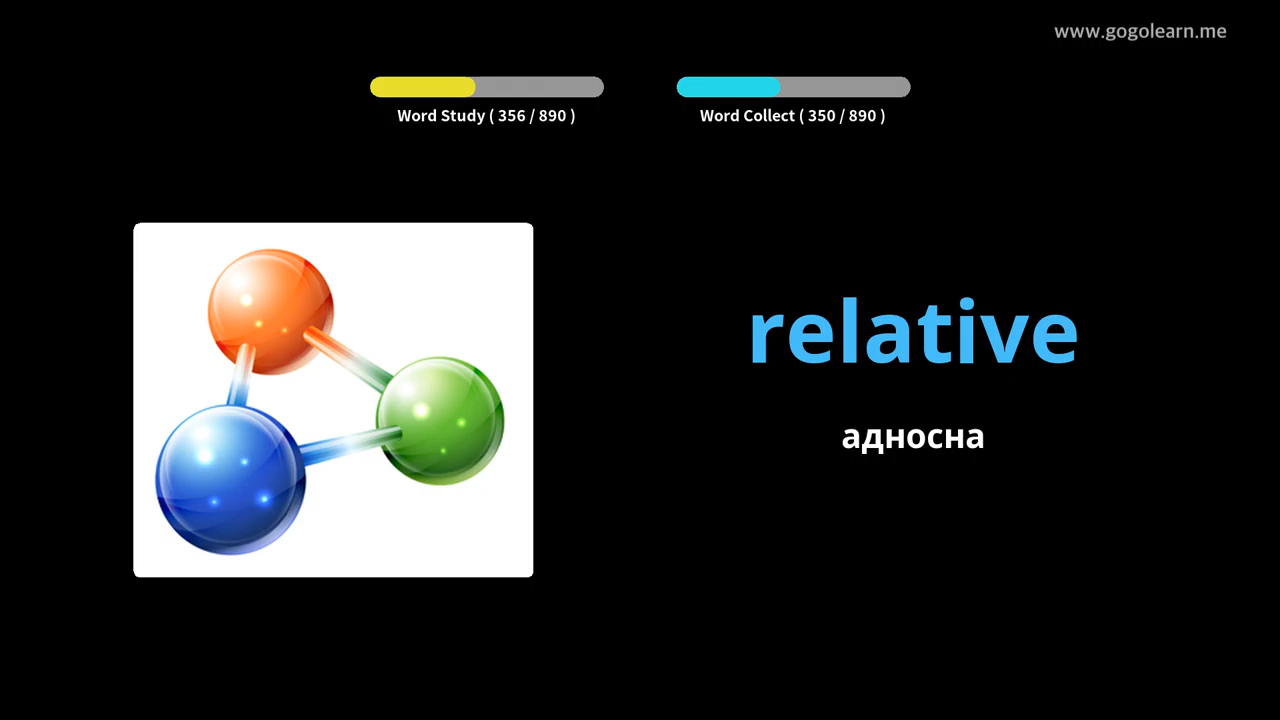 www.gogolearn.me
Word Study ( 356 / 890 )
Word Collect ( 350 / 890 )
relative
адносна